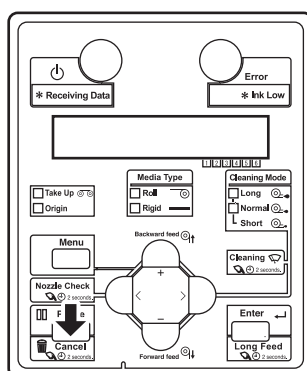 Error
* Receiving Data
* Ink Low
1 2 3 4 5 6
Take Up
Origin
Media Type
Roll
Rigid
Cleaning Mode
Long
Normal
Short
Menu
Backward feed
+
Cleaning
2 seconds.
Nozzle Check
2 seconds.
< >
Enter
−
Cancel
2 seconds.
Forward feed
Long Feed
2 seconds.